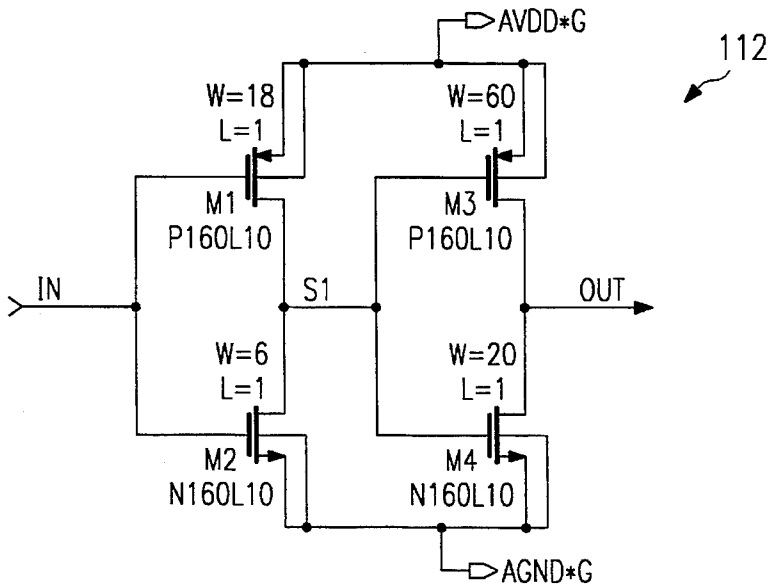 AVDD*G
112
W=18
L=1
W=60
L=1
M1
P160L10
M3
P160L10
IN
S1
OUT
W=6
L=1
W=20
L=1
M2
N160L10
M4
N160L10
AGND*G